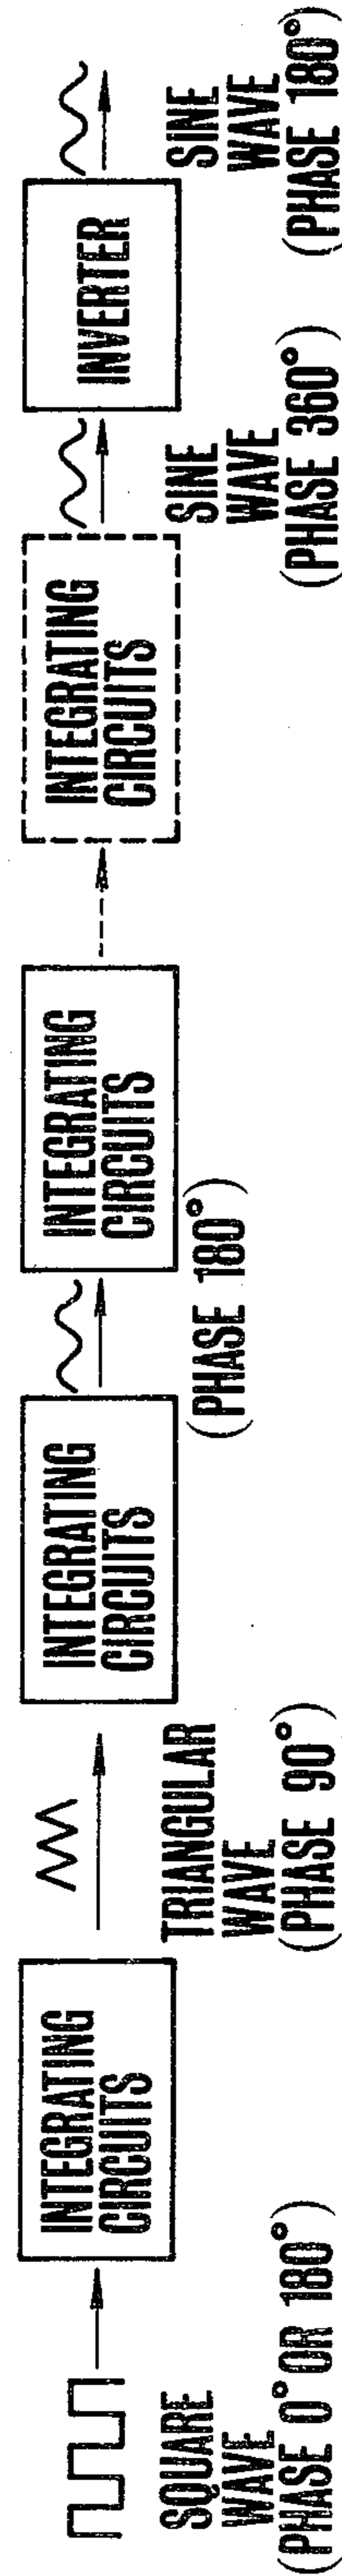 SQUARE
WAVE
(PHASE 0° OR 180°)
INTEGRATING
CIRCUITS
TRIANGULAR
WAVE
(PHASE 90°)
INTEGRATING
CIRCUITS
(PHASE 180°)
INTEGRATING
CIRCUITS
INTEGRATING
CIRCUITS
SINE
WAVE
(PHASE 360°)
INVERTER
SINE
WAVE
(PHASE 180°)